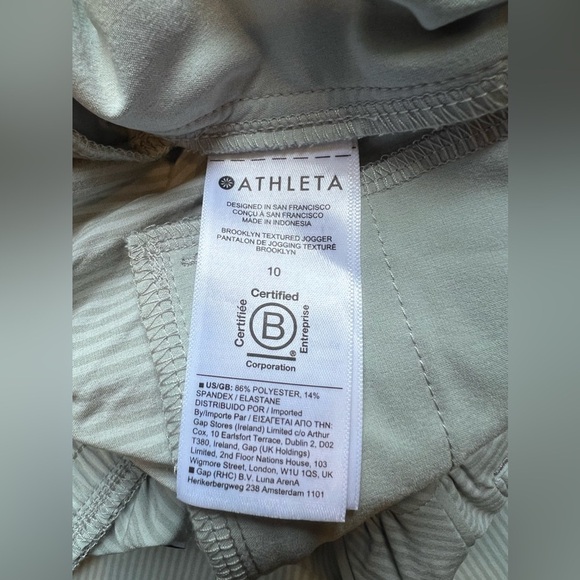 ATHLETA
DESIGNED IN SAN FRANCISCO
CONÇU À SAN FRANCISCO
MADE IN INDONESIA
BROOKLYN TEXTURED JOGGER
PANTALON DE JOGGING TEXTURÉ
BROOKLYN
10
Certified
Certifiée
B
Entreprise
®
Corporation
■ US/GB: 86% POLYESTER, 14%
SPANDEX / ELASTANE
DISTRIBUIDO POR / Imported
By/Importe Par / ΕΙΣΑΓΕΤΑΙ ΑΠΟ ΤΗΝ:
Gap Stores (Ireland) Limited c/o Arthur
Cox, 10 Earlsfort Terrace, Dublin 2, D02
T380, Ireland, Gap (UK Holdings)
Limited, 2nd Floor Nations House, 103
Wigmore Street, London, W1U 1QS, UK
■ Gap (RHC) B.V. Luna ArenA
Herikerbergweg 238 Amsterdam 1101